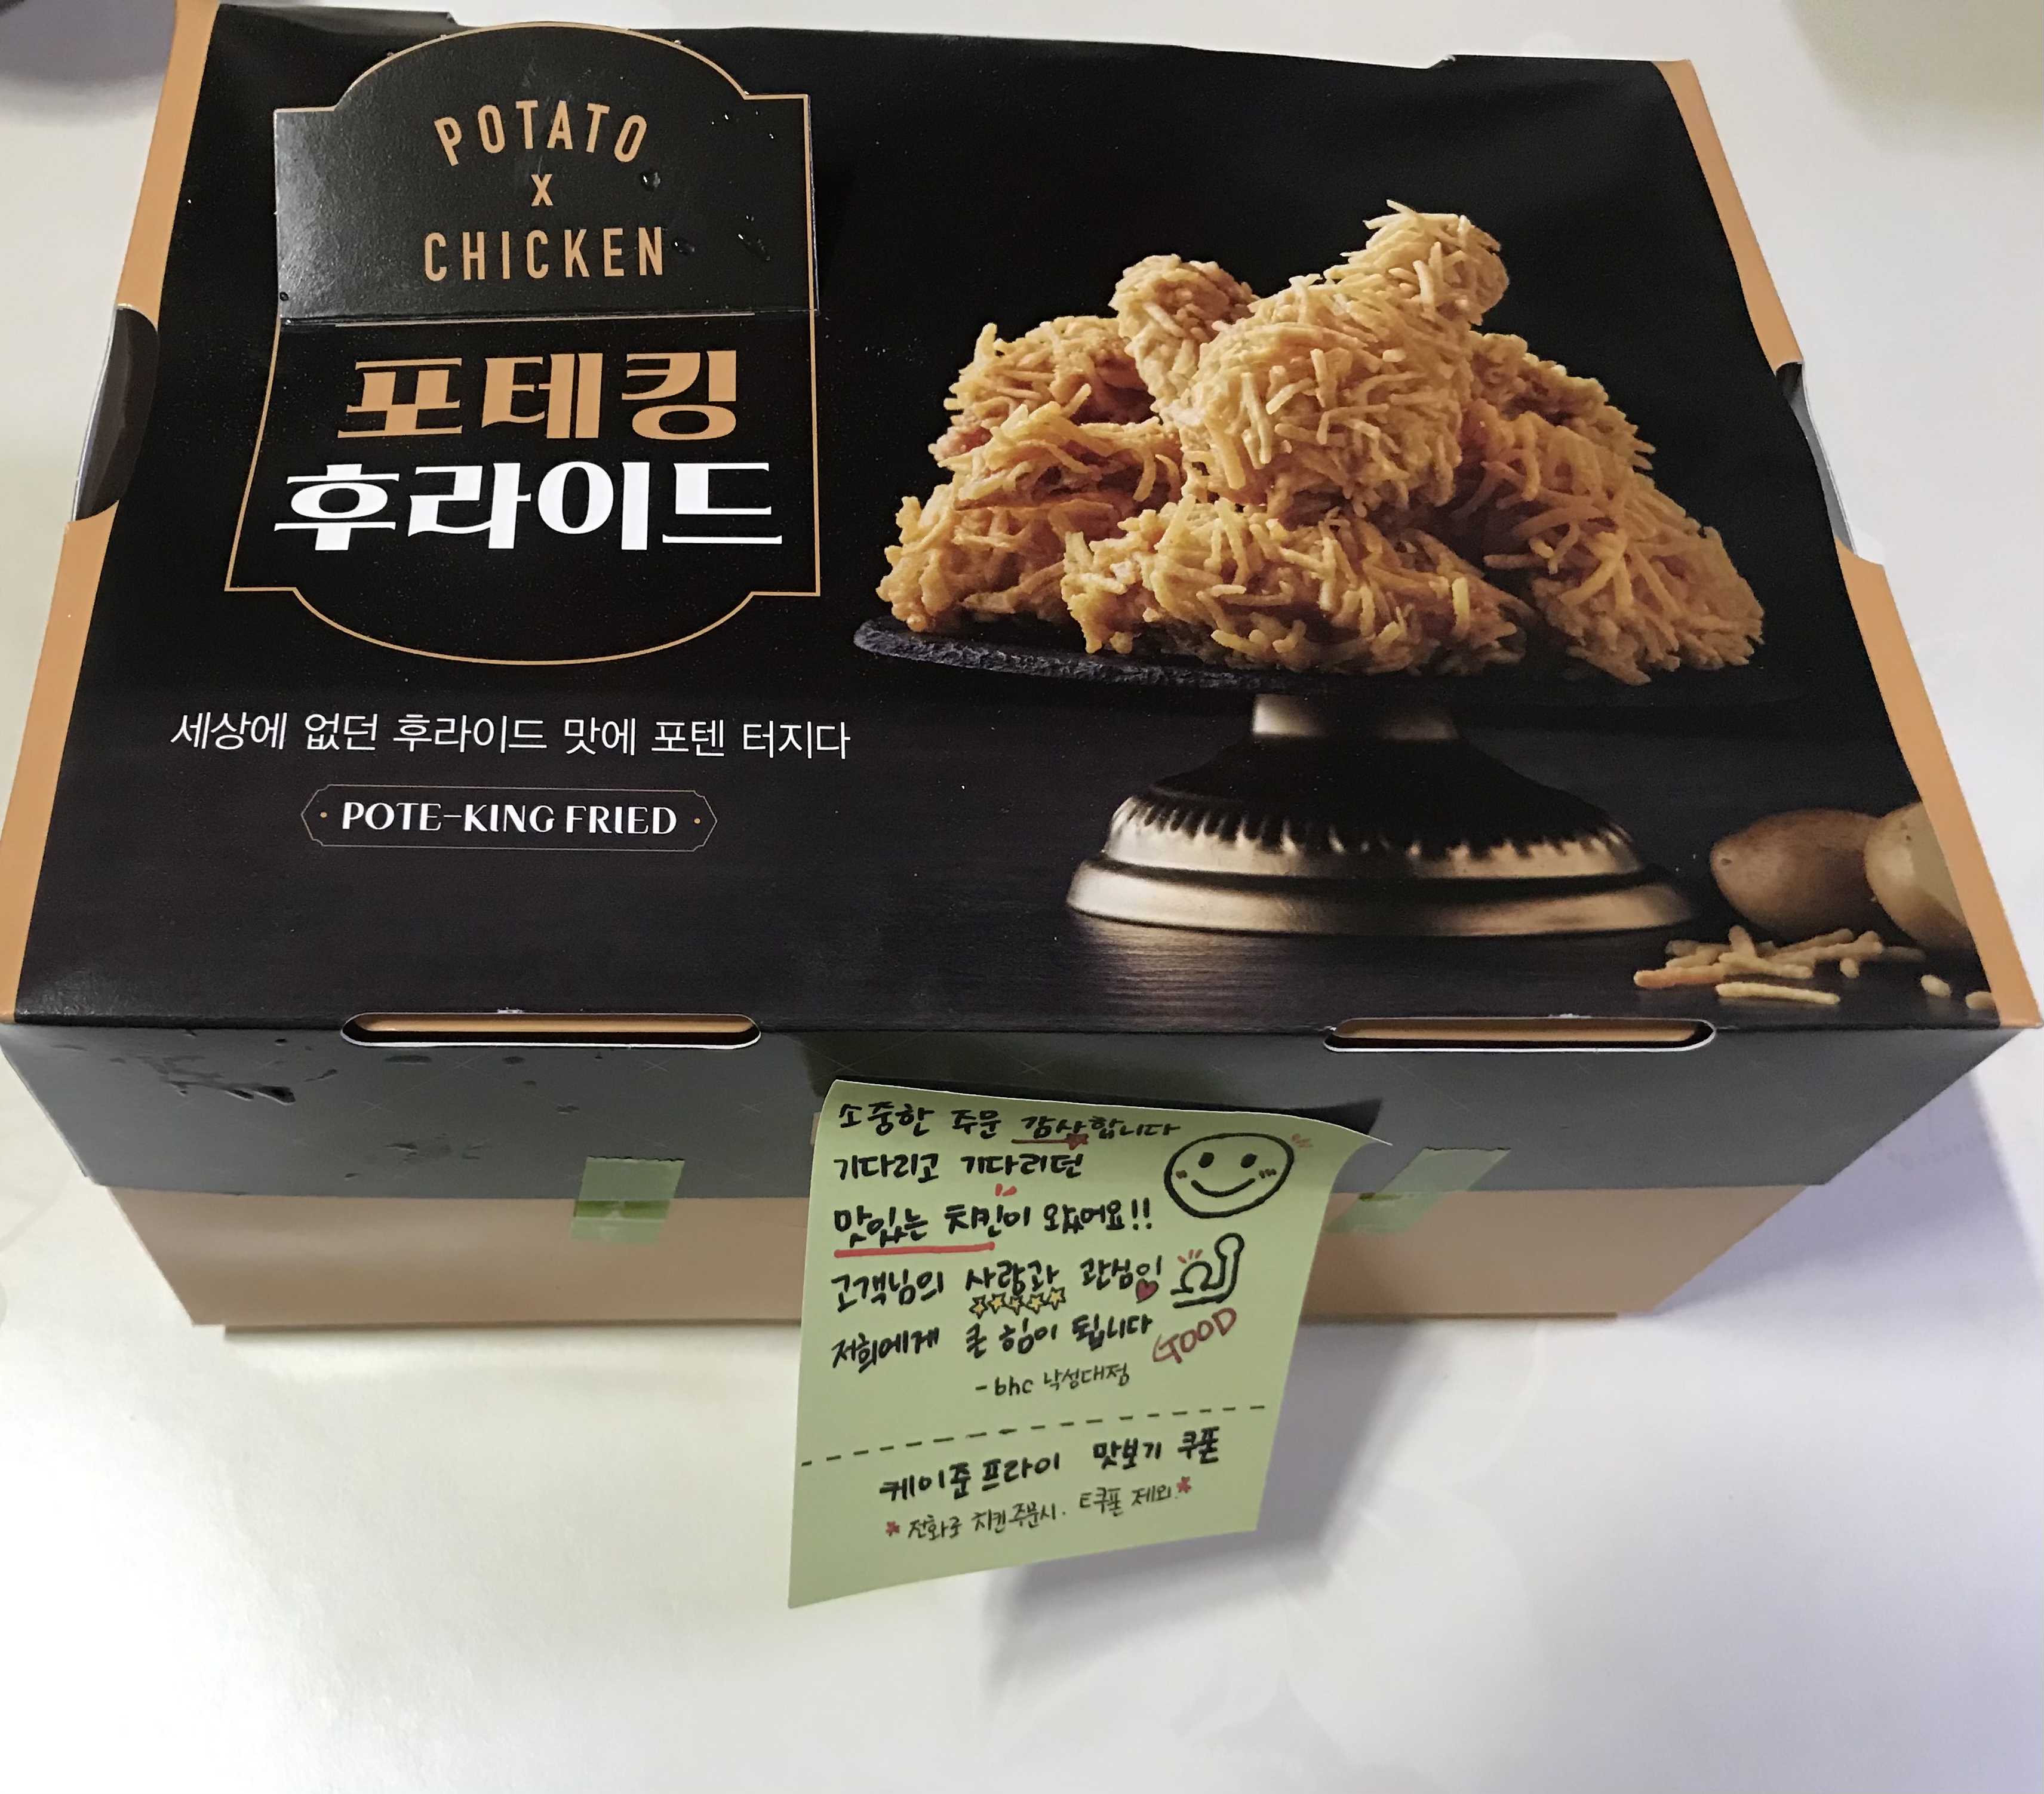 POTATO
X
CHICKEN
포테킹
후라이드
세상에 없던 후라이드 맛에 포텐 터지다
POTE-KING FRIED
소중한 주문 감사합니다
기다리고 기다리던
맛있는 치킨이 왔어요!!
고객님의 사랑과 관심이
저희에게 큰 힘이 됩니다
GOOD
- bhc 낙성대점
케이준프라이 맛보기 쿠폰
* 전화로 치킨주문시. E쿠폰 제외.*